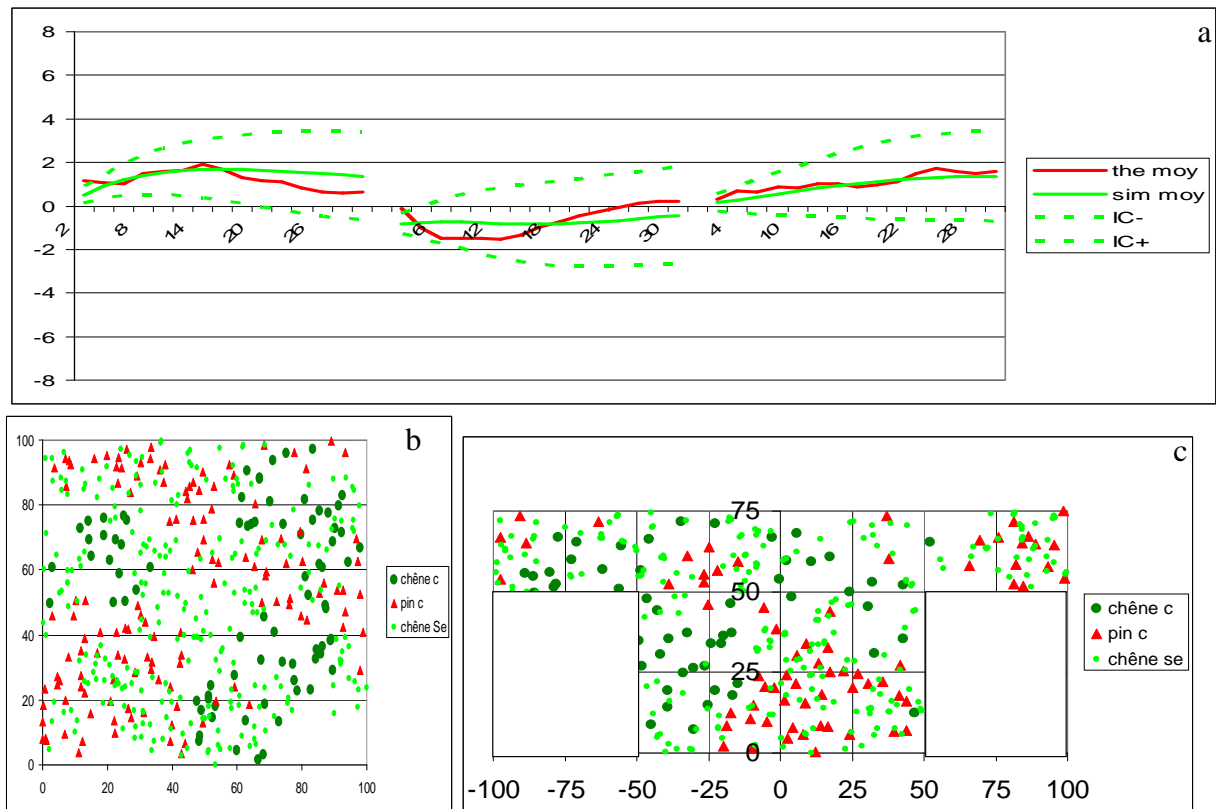 a
8
6
4
2
0
-2
-4
-6
-8
2 8 14 20 26 6 12 18 24 30 4 10 16 22 28
the moy
sim moy
IC-
IC+
b
100
80
60
40
20
0
0 20 40 60 80 100
chêne c
pin c
chêne Se
c
75
50
25
0
-100 -75 -50 -25 0 25 50 75 100
chêne c
pin c
chêne se